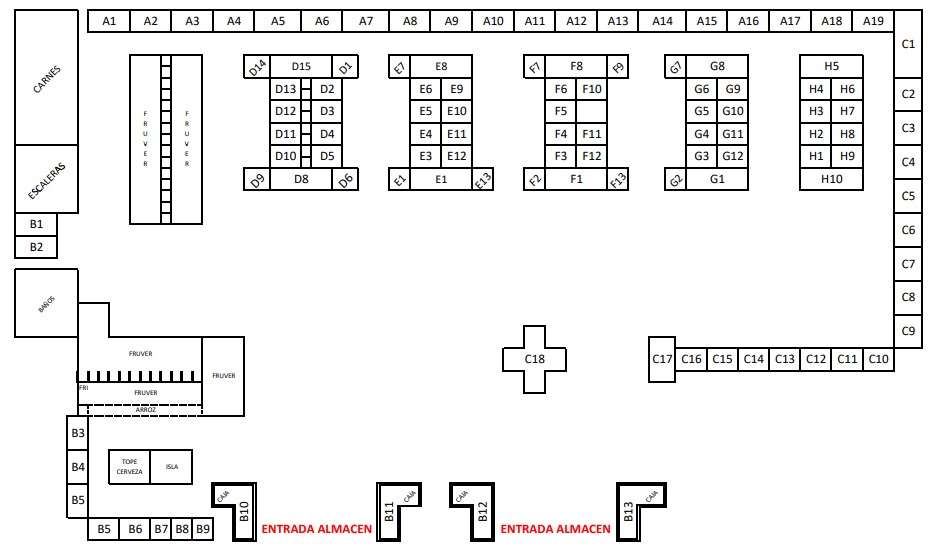 A1 A2 A3 A4 A5 A6 A7 A8 A9 A10 A11 A12 A13 A14 A15 A16 A17 A18 A19
C1
CARNES
D14 D15 D1 E7 E8 F7 F8 F9 G7 G8 H5
D13 D2 E6 E9 F6 F10 G6 G9 H4 H6
C2
FRUVER FRUVER
D12 D3 E5 E10 F5 G5 G10 H3 H7
C3
D11 D4 E4 E11 F4 F11 G4 G11 H2 H8
D10 D5 E3 E12 F3 F12 G3 G12 H1 H9
C4
ESCALERAS
D9 D8 D6 E1 E1 E13 F2 F1 F13 G2 G1 H10
C5
B1
C6
B2
C7
BAÑOS
C8
C9
FRUVER
C18
C17 C16 C15 C14 C13 C12 C11 C10
FRUVER
FRI
FRUVER
ARROZ
B3
TOPE
CERVEZA
ISLA
B4
B5
CAJA CAJA CAJA CAJA
B10 B11 B12 B13
B5 B6 B7 B8 B9
ENTRADA ALMACEN ENTRADA ALMACEN